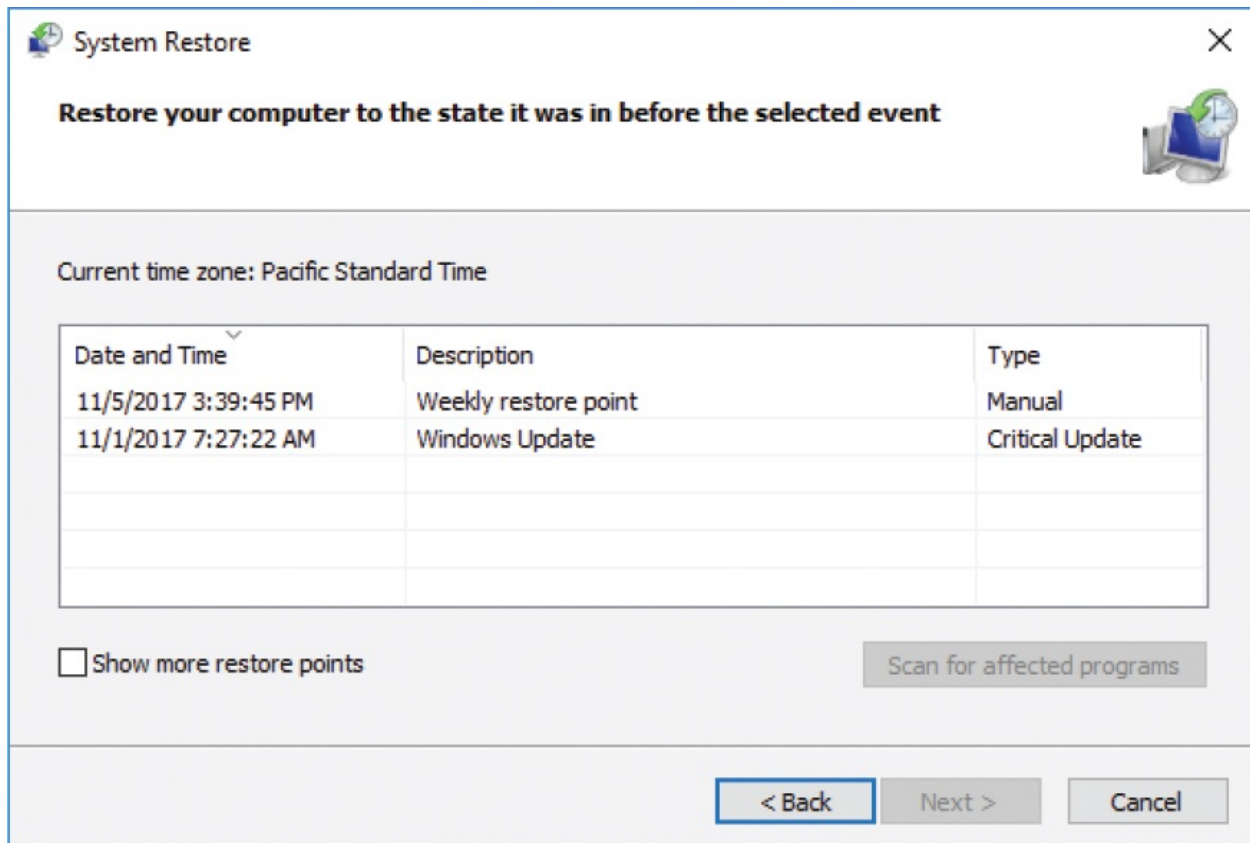 System Restore
Restore your computer to the state it was in before the selected event
Current time zone: Pacific Standard Time
Date and Time Description Type
11/5/2017 3:39:45 PM Weekly restore point Manual
11/1/2017 7:27:22 AM Windows Update Critical Update
Show more restore points Scan for affected programs
< Back Next > Cancel